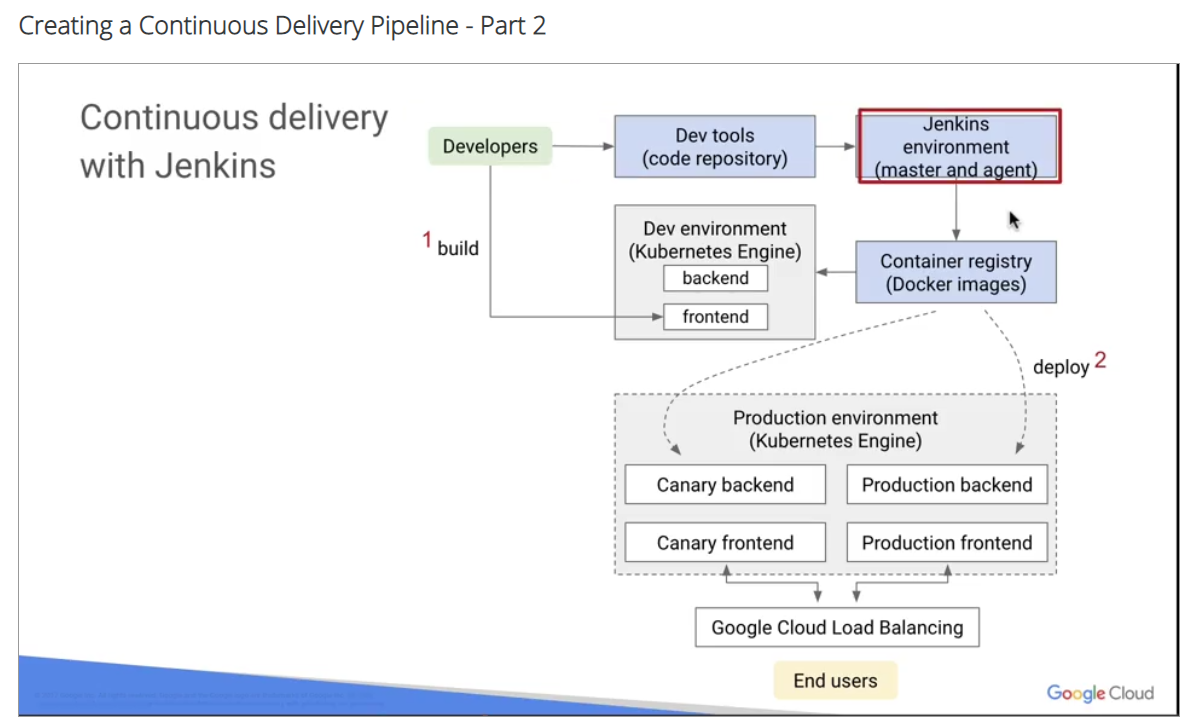 Creating a Continuous Delivery Pipeline - Part 2
Continuous delivery
with Jenkins
Developers
Dev tools
(code repository)
Jenkins
environment
(master and agent)
1 build
Dev environment
(Kubernetes Engine)
backend
frontend
Container registry
(Docker images)
deploy 2
Production environment
(Kubernetes Engine)
Canary backend
Production backend
Canary frontend
Production frontend
Google Cloud Load Balancing
End users
Google Cloud